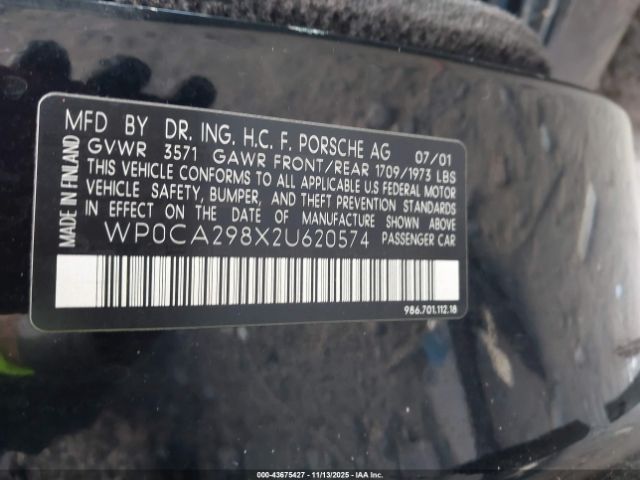 MFD BY DR. ING. H.C. F. PORSCHE AG 07/01
GVWR 3571 GAWR FRONT/REAR 1709/1973 LBS
THIS VEHICLE CONFORMS TO ALL APPLICABLE U.S FEDERAL MOTOR
VEHICLE SAFETY, BUMPER, AND THEFT PREVENTION STANDARDS
IN EFFECT ON THE DATE OF MANUFACTURE SHOWN ABOVE
WP0CA298X2U620574 PASSENGER CAR
MADE IN FINLAND
986.701.112.18
000-43675427 - 11/13/2025 - IAA Inc.